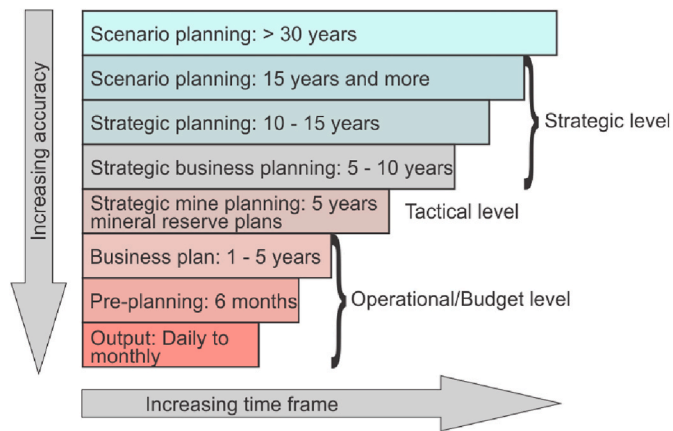 Scenario planning: > 30 years
Scenario planning: 15 years and more
Strategic planning: 10 - 15 years
Strategic business planning: 5 - 10 years
Strategic mine planning: 5 years
mineral reserve plans
Business plan: 1 - 5 years
Pre-planning: 6 months
Output: Daily to
monthly
Strategic level
Tactical level
Operational/Budget level
Increasing accuracy
Increasing time frame